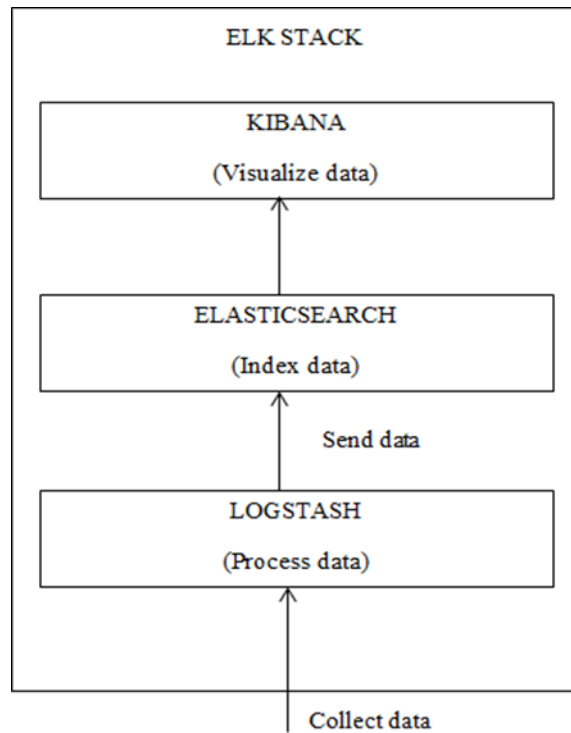 ELK STACK
KIBANA
(Visualize data)
ELASTICSEARCH
(Index data)
Send data
LOGSTASH
(Process data)
Collect data